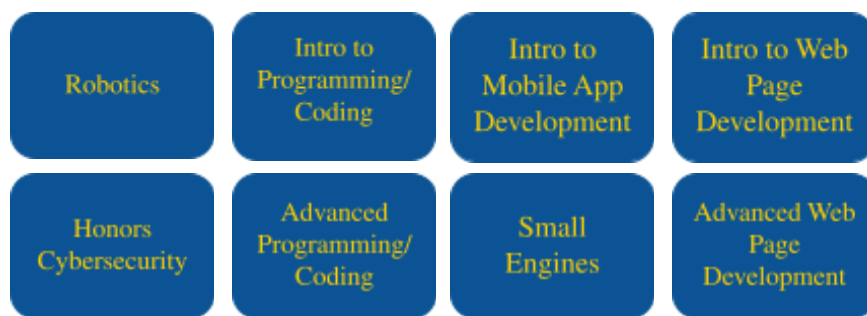 Robotics
Intro to
Programming/
Coding
Intro to
Mobile App
Development
Intro to Web
Page
Development
Honors
Cybersecurity
Advanced
Programming/
Coding
Small
Engines
Advanced Web
Page
Development